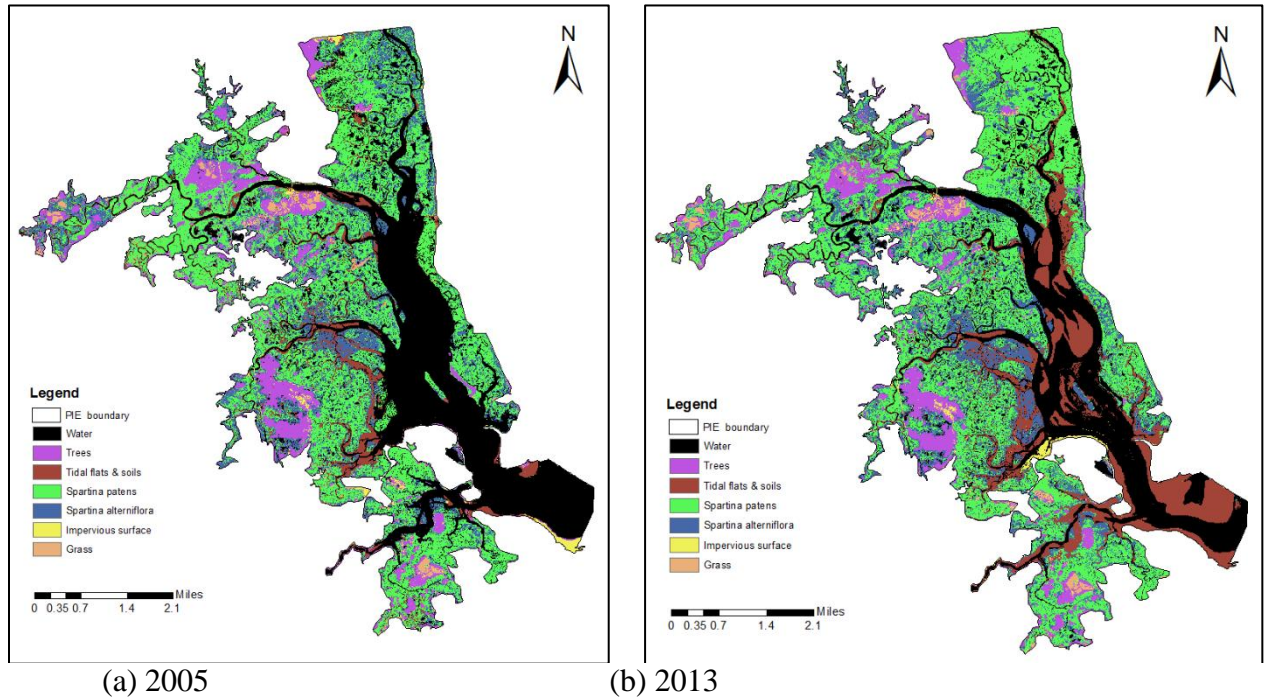 N
Legend
PIE boundary
Water
Trees
Tidal flats & soils
Spartina patens
Spartina alterniflora
Impervious surface
Grass
Miles
0 0.35 0.7 1.4 2.1
(a) 2005
N
Legend
PIE boundary
Water
Trees
Tidal flats & soils
Spartina patens
Spartina alterniflora
Impervious surface
Grass
Miles
0 0.35 0.7 1.4 2.1
(b) 2013